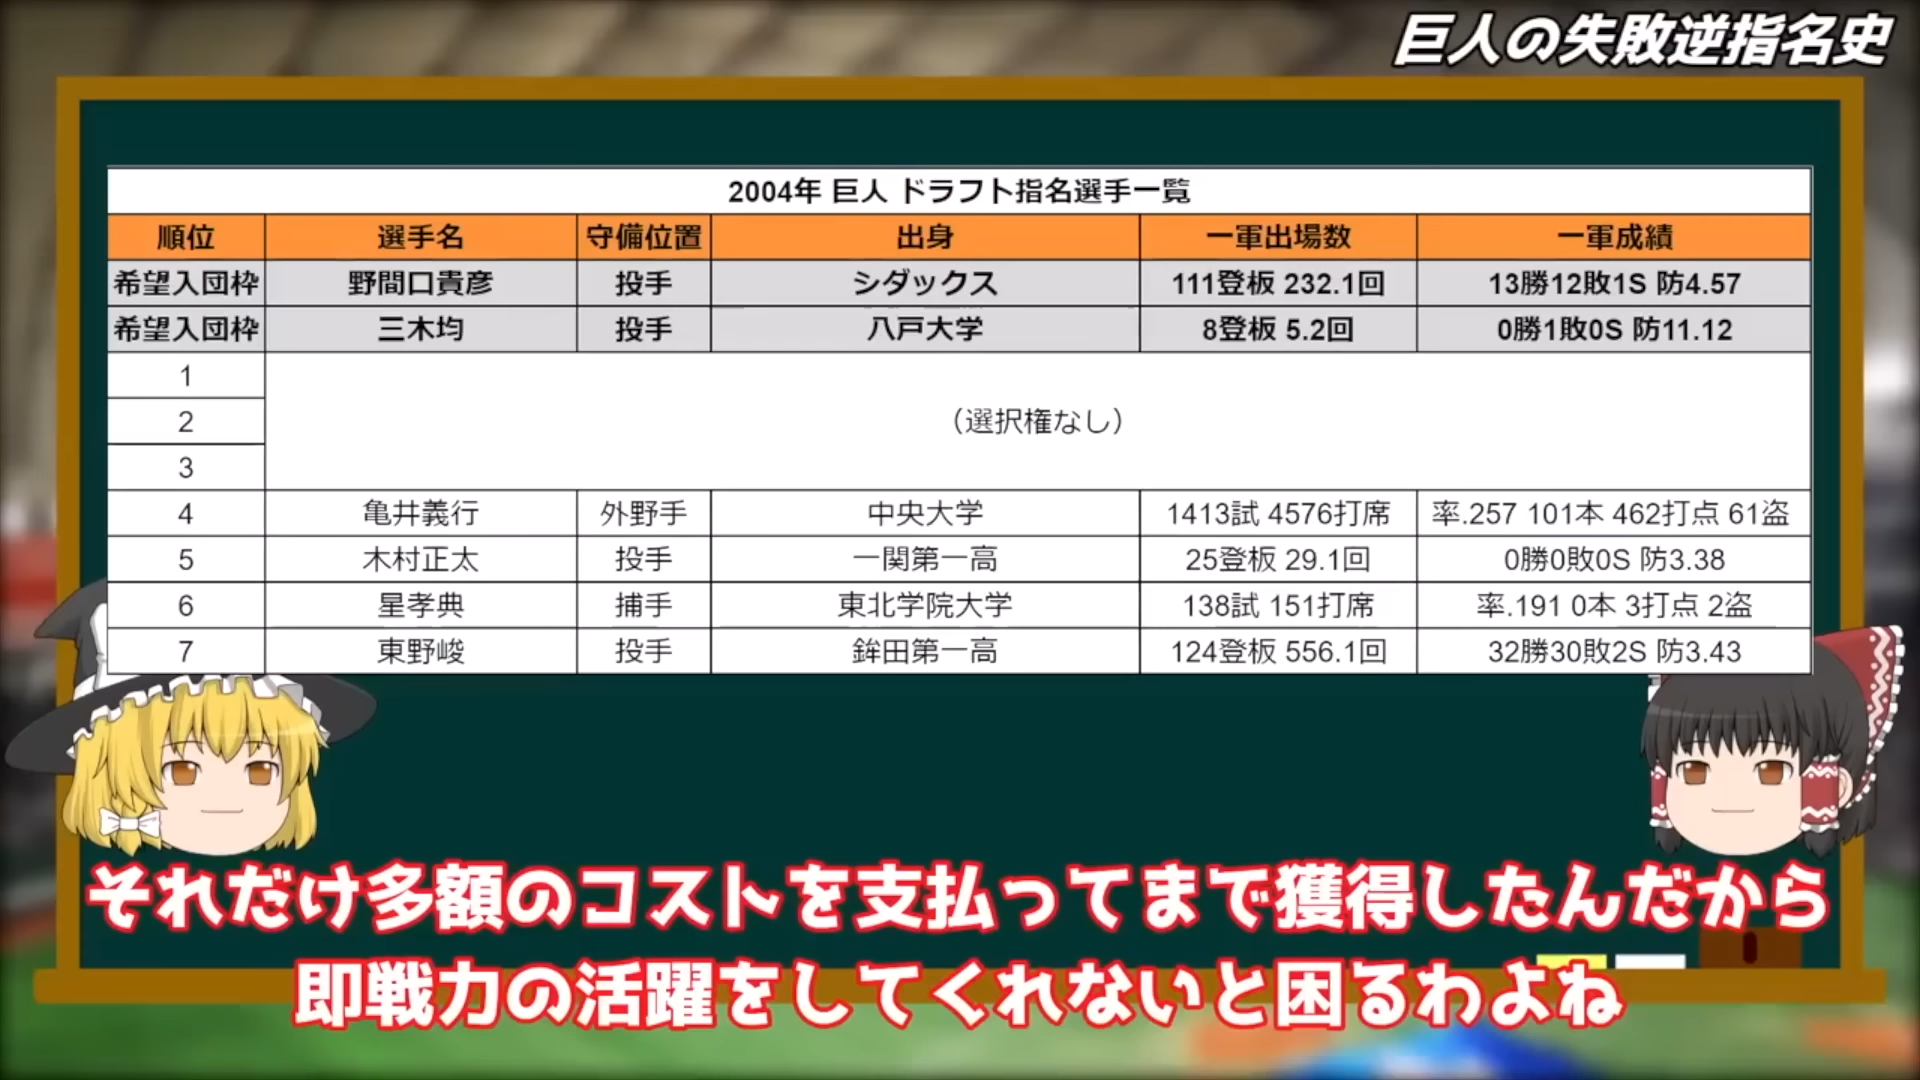 巨人の失敗逆指名史
2004年 巨人 ドラフト指名選手一覧
順位 選手名 守備位置 出身 一軍出場数 一軍成績
希望入団枠 野間口貴彦 投手 シダックス 111登板 232.1回 13勝12敗1S 防4.57
希望入団枠 三木均 投手 八戸大学 8登板 5.2回 0勝1敗0S 防11.12
1
2 （選択権なし）
3
4 亀井義行 外野手 中央大学 1413試 4576打席 率.257 101本 462打点 61盗
5 木村正太 投手 一関第一高 25登板 29.1回 0勝0敗0S 防3.38
6 星孝典 捕手 東北学院大学 138試 151打席 率.191 0本 3打点 2盗
7 東野峻 投手 鉾田第一高 124登板 556.1回 32勝30敗2S 防3.43
それだけ多額のコストを支払ってまで獲得したんだから
即戦力の活躍をしてくれないと困るわよね